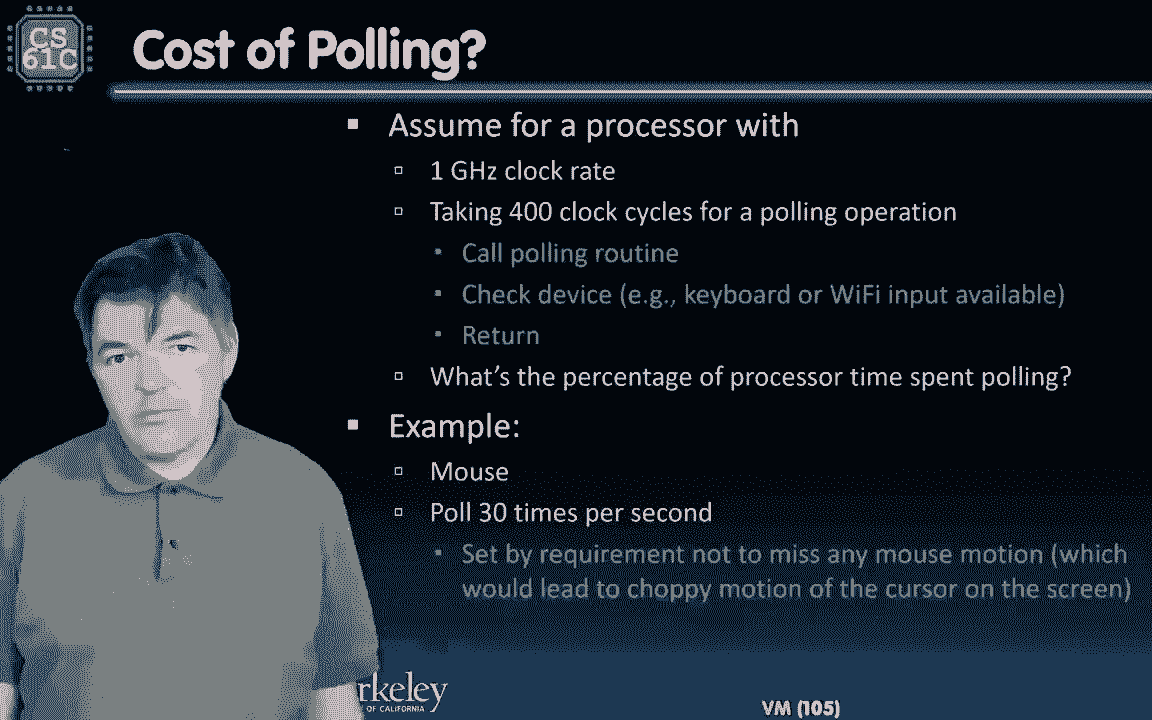 CS
61C
Cost of Polling?
Assume for a processor with
1 GHz clock rate
Taking 400 clock cycles for a polling operation
Call polling routine
Check device (e.g., keyboard or WiFi input available)
Return
What's the percentage of processor time spent polling?
Example:
Mouse
Poll 30 times per second
Set by requirement not to miss any mouse motion (which
would lead to choppy motion of the cursor on the screen)
rkeley
OF CALIFORNIA
VM (105)